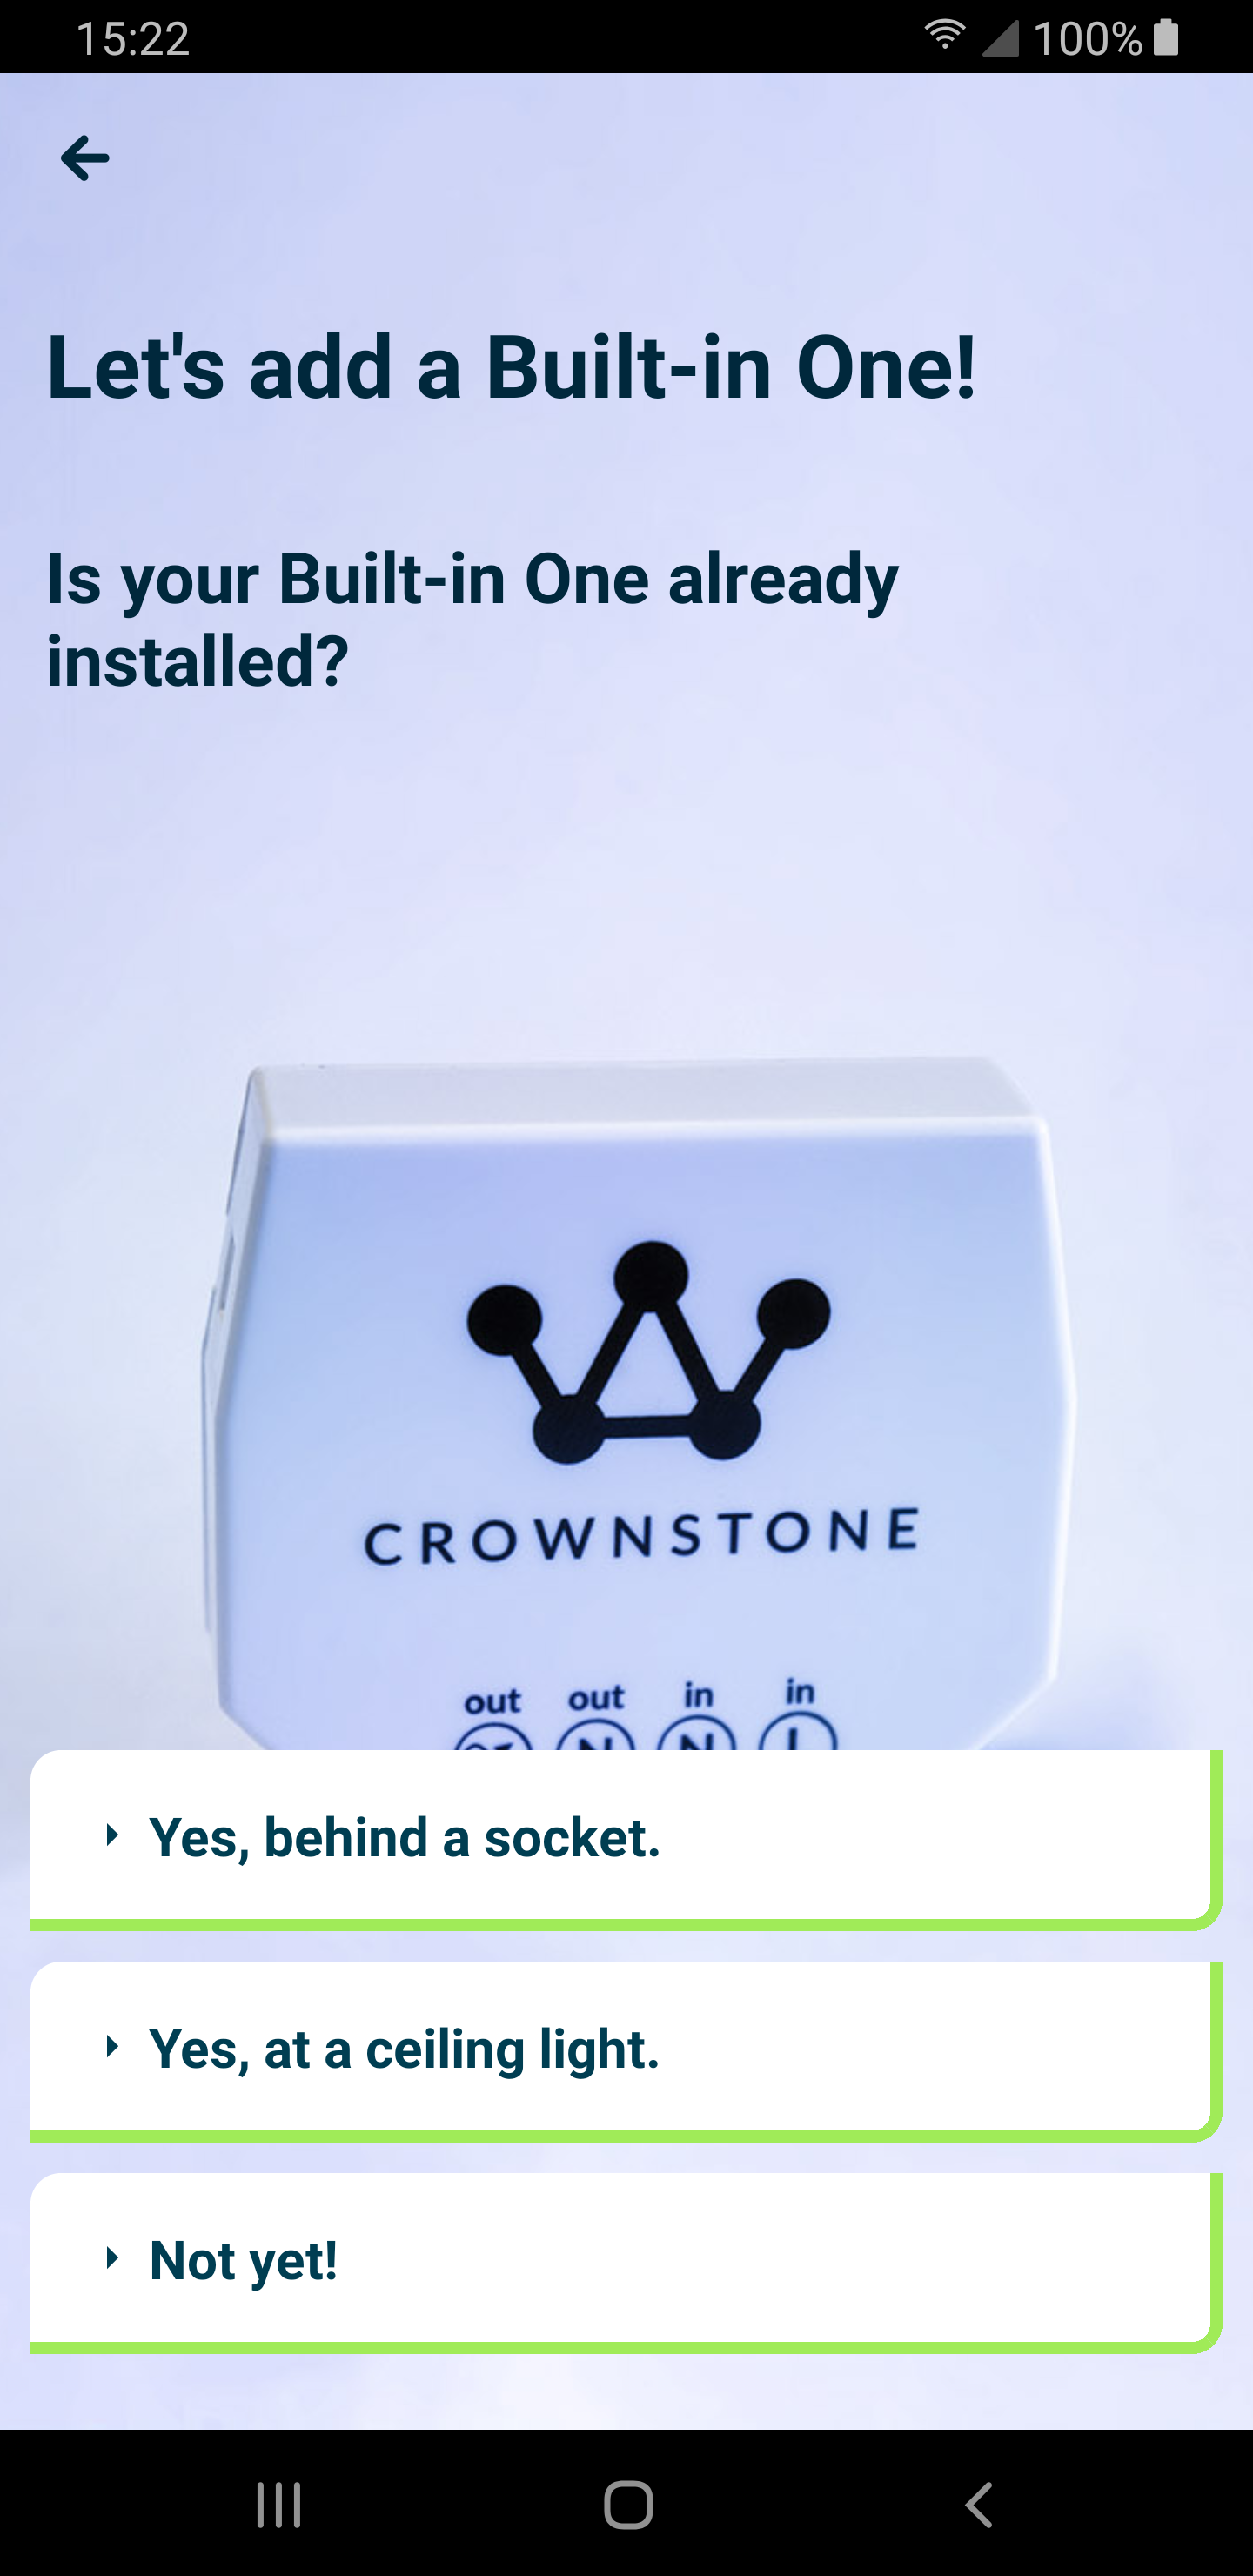 15:22 100%
Let's add a Built-in One!
Is your Built-in One already
installed?
CROWNSTONE
out out in in
N N L
Yes, behind a socket.
Yes, at a ceiling light.
Not yet!